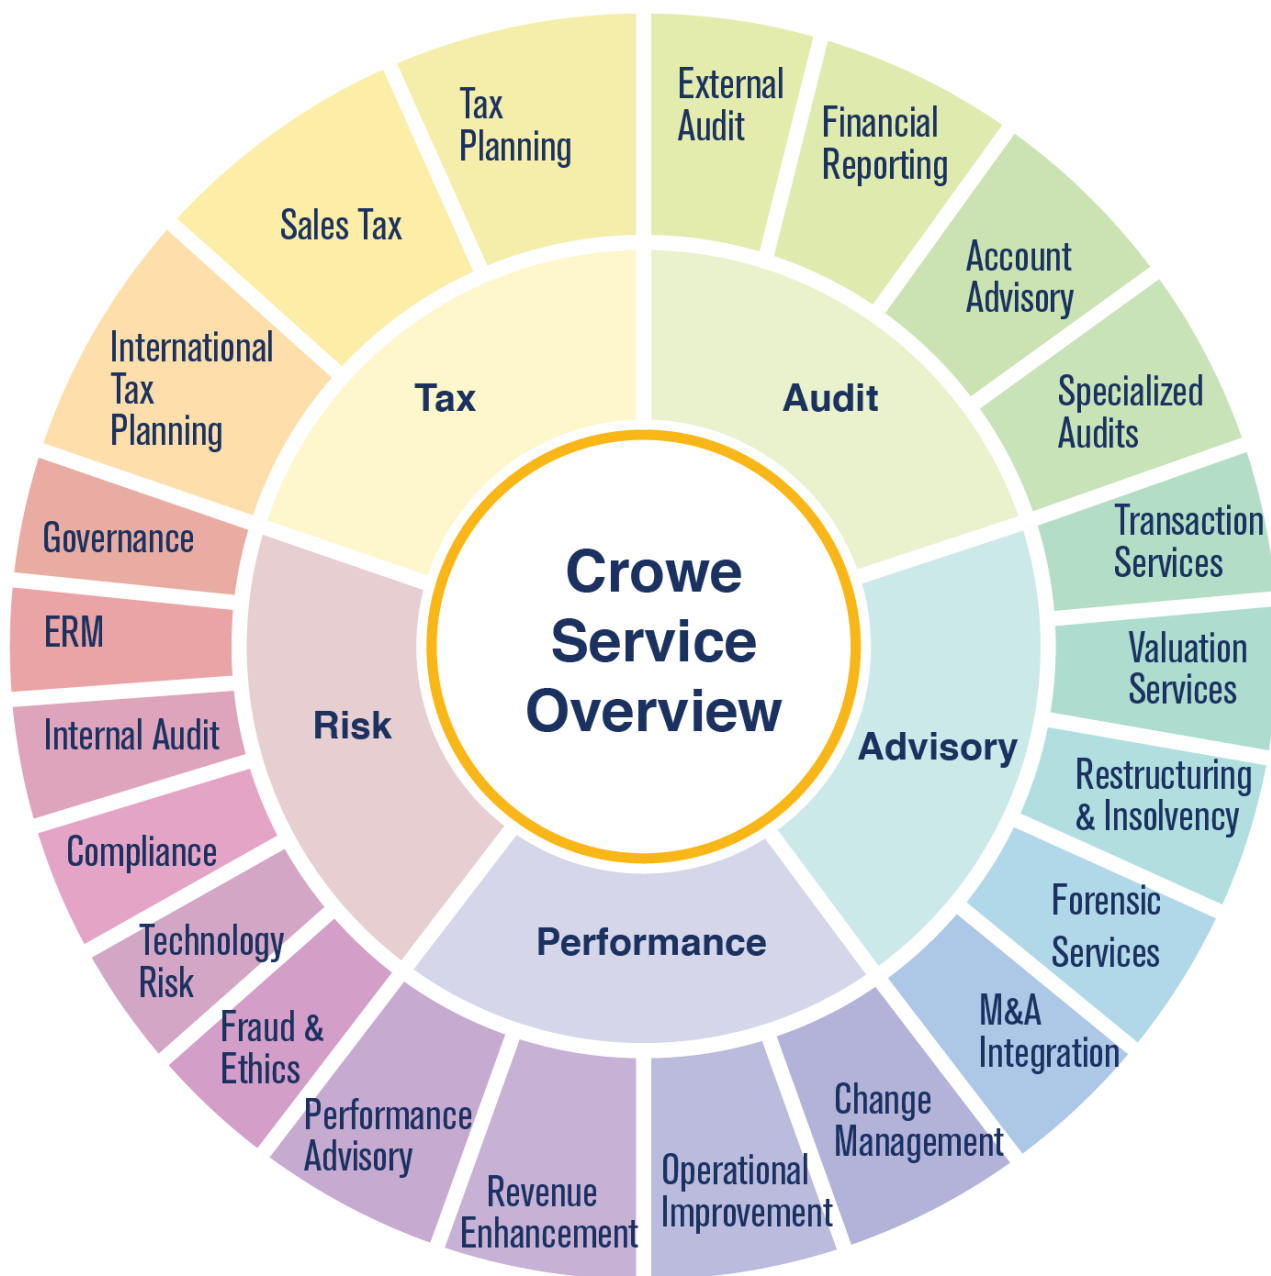 Tax
Planning
External
Audit
Financial
Reporting
Sales Tax
Account
Advisory
International
Tax
Planning
Tax
Audit
Specialized
Audits
Governance
Transaction
Services
Crowe
Service
Overview
ERM
Valuation
Services
Internal Audit
Risk
Advisory
Restructuring
& Insolvency
Compliance
Forensic
Services
Technology
Risk
Performance
M&A
Integration
Fraud &
Ethics
Performance
Advisory
Change
Management
Revenue
Enhancement
Operational
Improvement